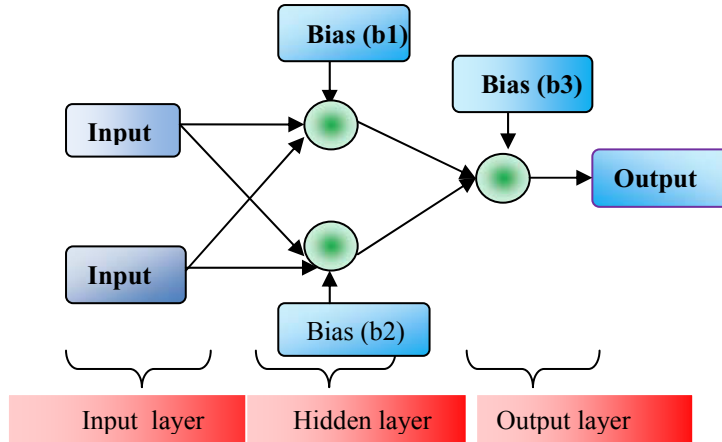 Bias (b1)
Bias (b3)
Input
Output
Input
Bias (b2)
Input layer
Hidden layer
Output layer